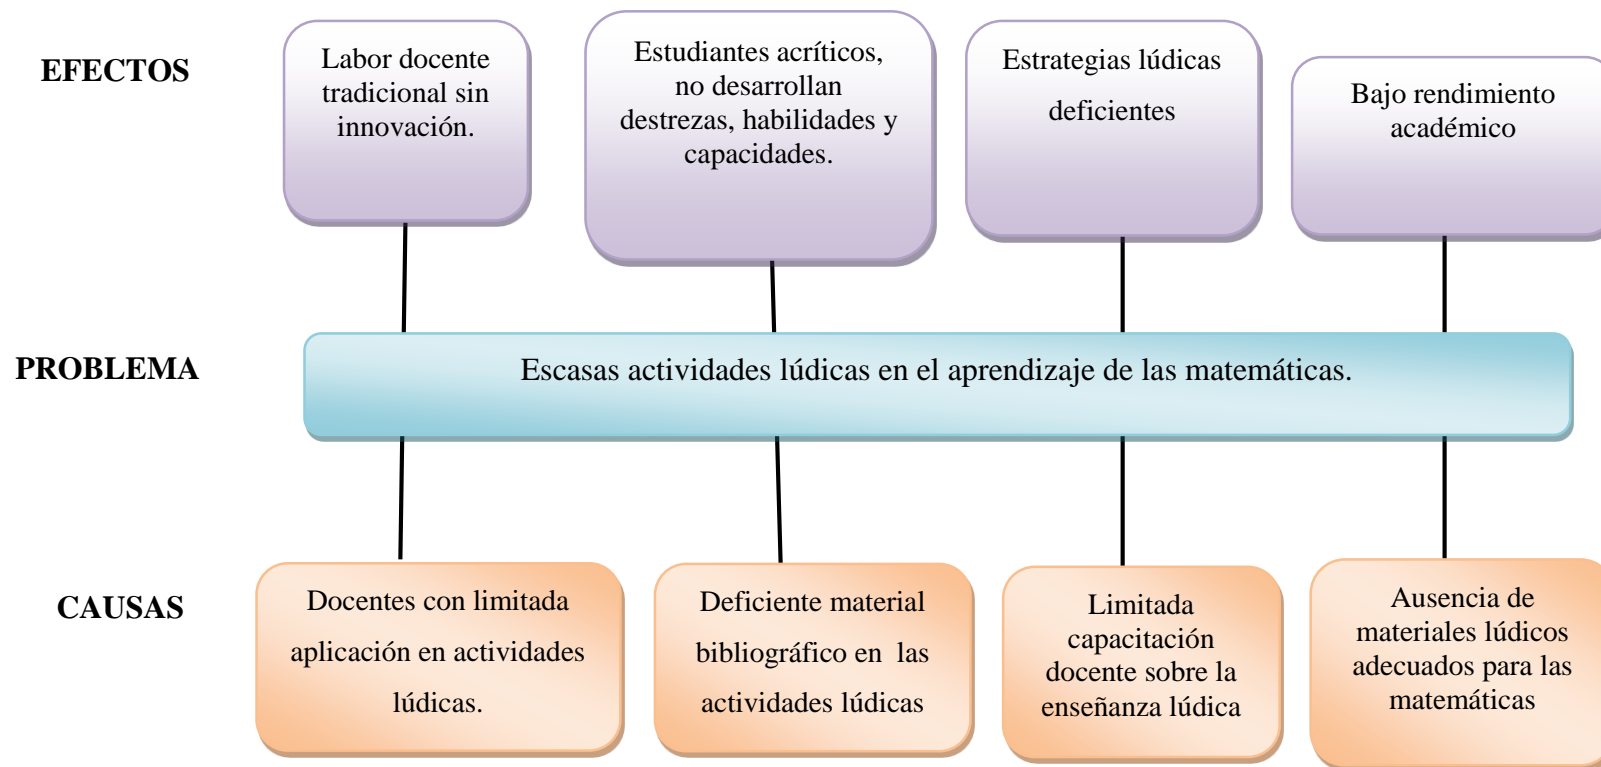 EFECTOS
Labor docente
tradicional sin
innovación.
Estudiantes acríticos,
no desarrollan
destrezas, habilidades y
capacidades.
Estrategias lúdicas
deficientes
Bajo rendimiento
académico
PROBLEMA
Escasas actividades lúdicas en el aprendizaje de las matemáticas.
CAUSAS
Docentes con limitada
aplicación en actividades
lúdicas.
Deficiente material
bibliográfico en  las
actividades lúdicas
Limitada
capacitación
docente sobre la
enseñanza lúdica
Ausencia de
materiales lúdicos
adecuados para las
matemáticas